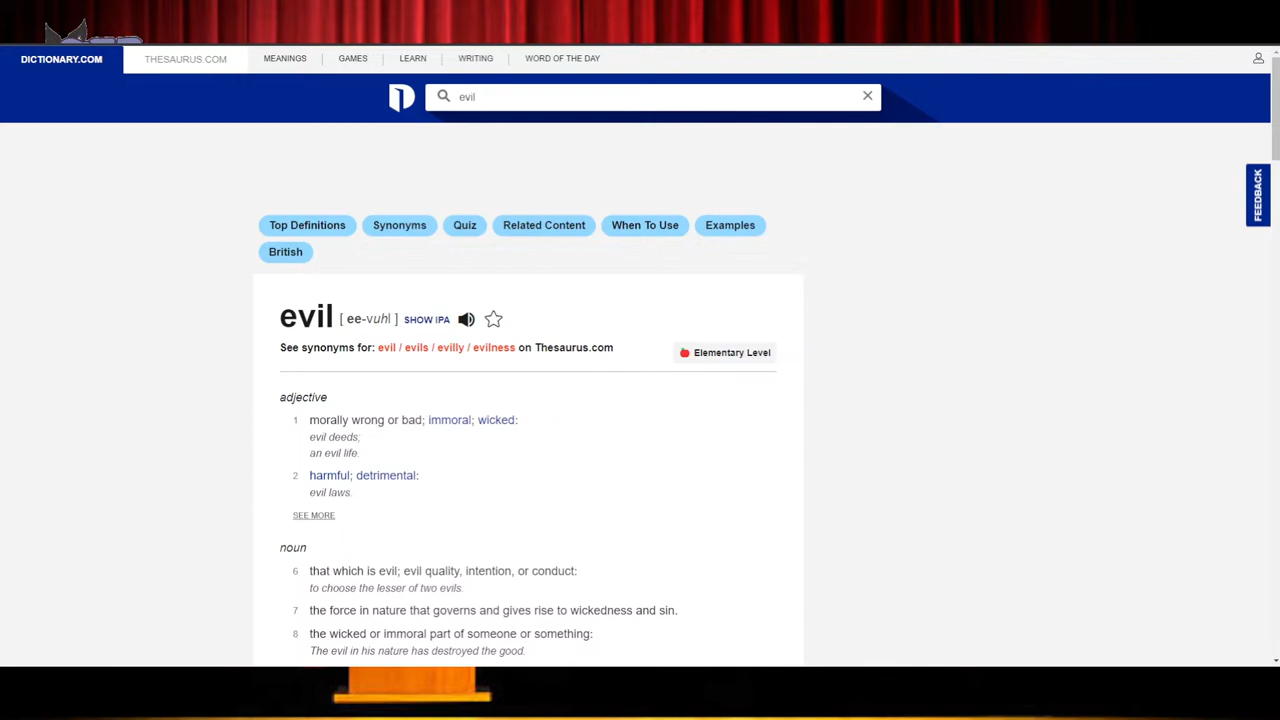 DICTIONARY.COM THESAURUS.COM MEANINGS GAMES LEARN WRITING WORD OF THE DAY
evil
FEEDBACK
Top Definitions Synonyms Quiz Related Content When To Use Examples
British
evil [ ee-vuhl ] SHOW IPA
See synonyms for: evil / evils / evilly / evilness on Thesaurus.com
Elementary Level
adjective
1 morally wrong or bad; immoral; wicked:
evil deeds;
an evil life.
2 harmful; detrimental:
evil laws.
SEE MORE
noun
6 that which is evil; evil quality, intention, or conduct:
to choose the lesser of two evils.
7 the force in nature that governs and gives rise to wickedness and sin.
8 the wicked or immoral part of someone or something:
The evil in his nature has destroyed the good.